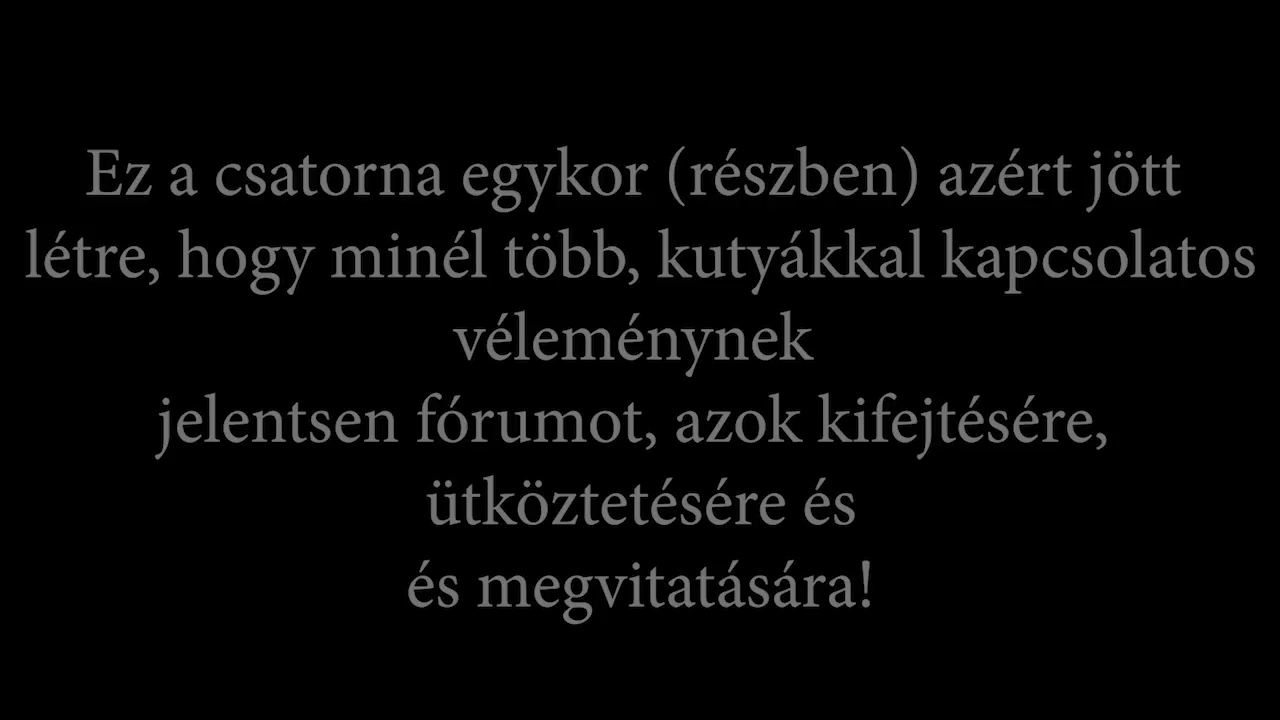 Ez a csatorna egykor (részben) azért jött
létre, hogy minél több, kutyákkal kapcsolatos
véleménynek
jelentsen fórumot, azok kifejtésére,
ütköztetésére és
és megvitatására!